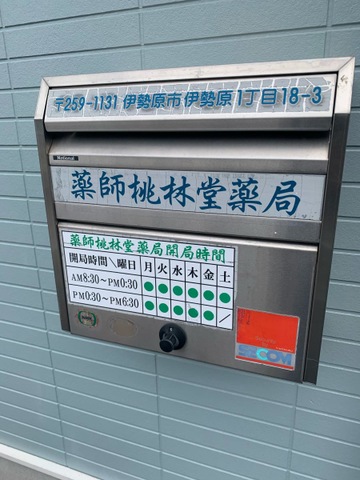 〒259-1131 伊勢原市伊勢原1丁目18-3
National
薬師桃林堂薬局
薬師桃林堂薬局開局時間
開局時間＼曜日 月 火 水 木 金 土
AM8:30～PM0:30 ● ● ● ● ● ●
PM0:30～PM6:30 ● ● ● ● ● ／
SECOM